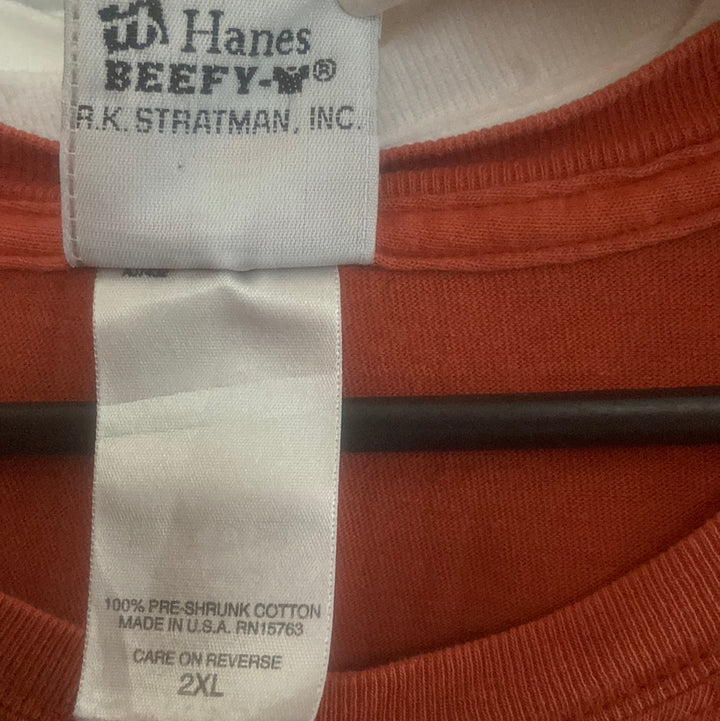 Hanes
BEEFY-T®
R.K. STRATMAN, INC.
100% PRE-SHRUNK COTTON
MADE IN U.S.A. RN15763
CARE ON REVERSE
2XL